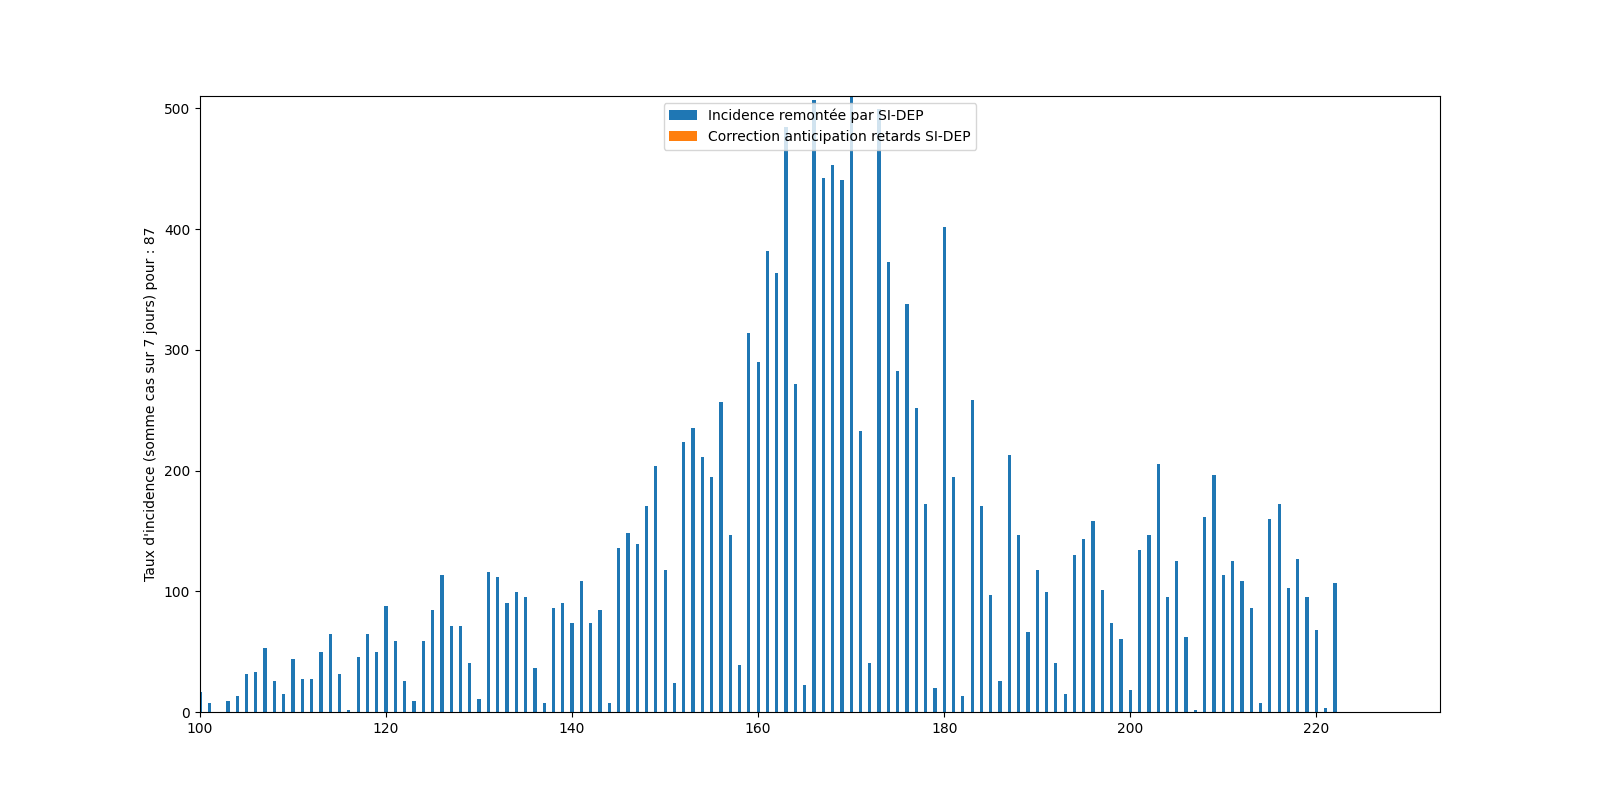 Incidence remontée par SI-DEP
Correction anticipation retards SI-DEP
Taux d'incidence (somme cas sur 7 jours) pour : 87
500
400
300
200
100
0
100 120 140 160 180 200 220